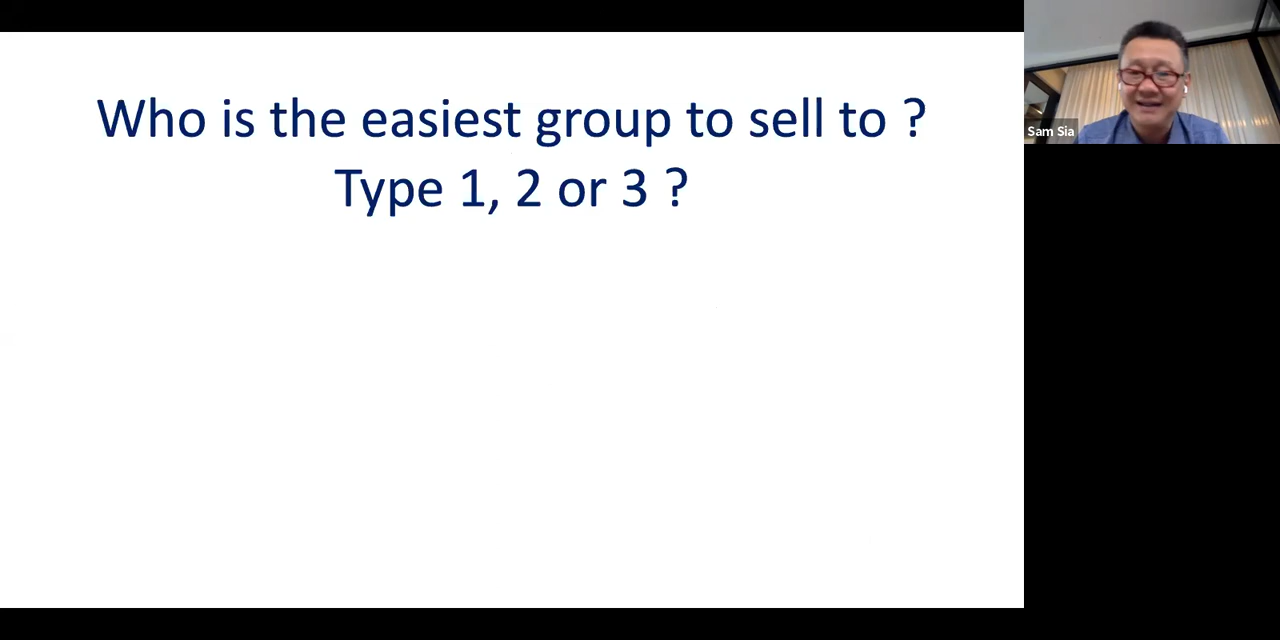 Who is the easiest group to sell to ?
Type 1, 2 or 3 ?
Sam Sia